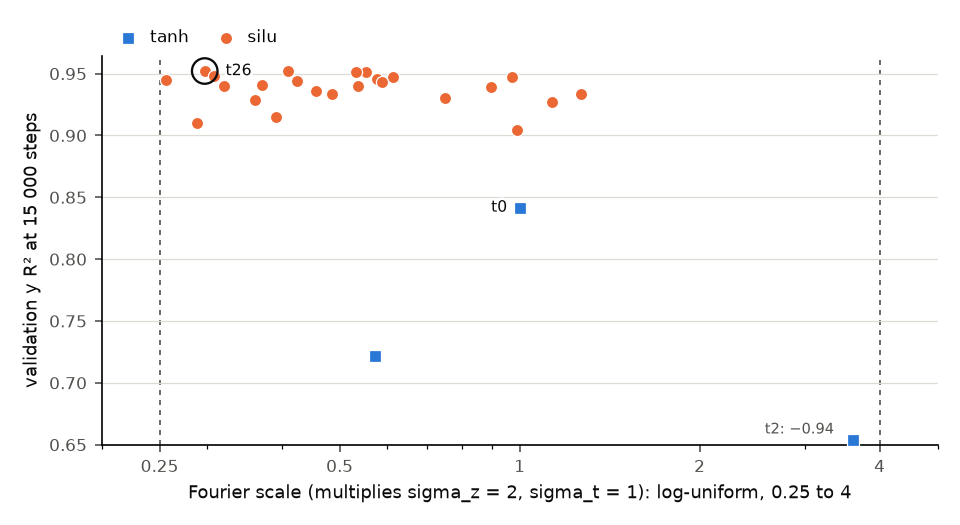 tanh silu
validation y R² at 15 000 steps
0.95
0.90
0.85
0.80
0.75
0.70
0.65
t26
t0
t2: −0.94
0.25 0.5 1 2 4
Fourier scale (multiplies sigma_z = 2, sigma_t = 1): log-uniform, 0.25 to 4